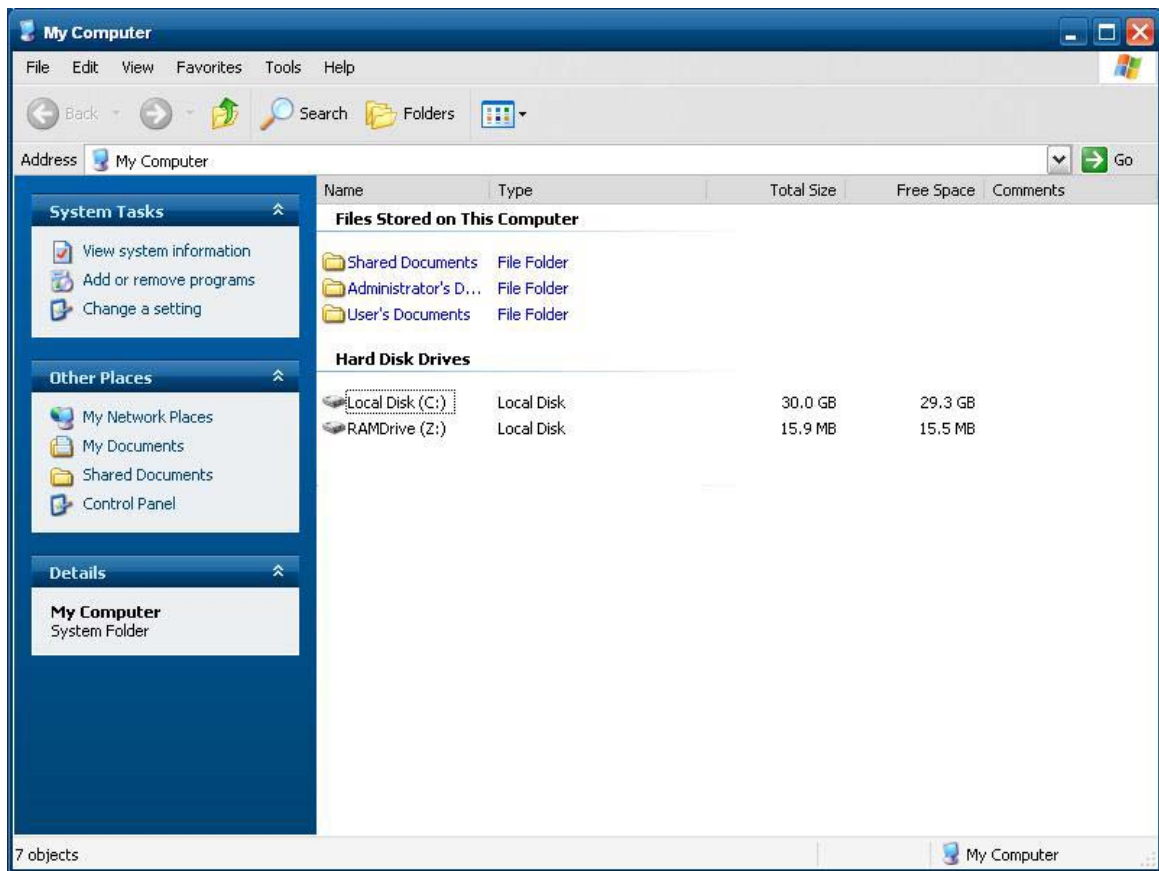 My Computer
File Edit View Favorites Tools Help
Back Search Folders
Address My Computer Go
System Tasks
View system information
Add or remove programs
Change a setting
Other Places
My Network Places
My Documents
Shared Documents
Control Panel
Details
My Computer
System Folder
Name Type Total Size Free Space Comments
Files Stored on This Computer
Shared Documents File Folder
Administrator's D... File Folder
User's Documents File Folder
Hard Disk Drives
Local Disk (C:) Local Disk 30.0 GB 29.3 GB
RAMDrive (Z:) Local Disk 15.9 MB 15.5 MB
7 objects My Computer